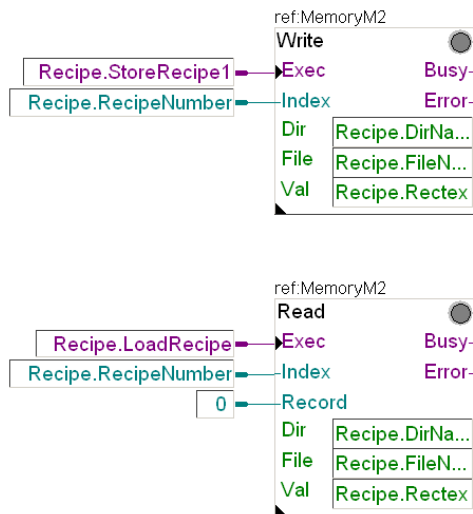 ref:MemoryM2
Write
Recipe.StoreRecipe1 Exec Busy
Recipe.RecipeNumber Index Error
Dir Recipe.DirNa...
File Recipe.FileN...
Val Recipe.Rectex
ref:MemoryM2
Read
Recipe.LoadRecipe Exec Busy
Recipe.RecipeNumber Index Error
0 Record
Dir Recipe.DirNa...
File Recipe.FileN...
Val Recipe.Rectex